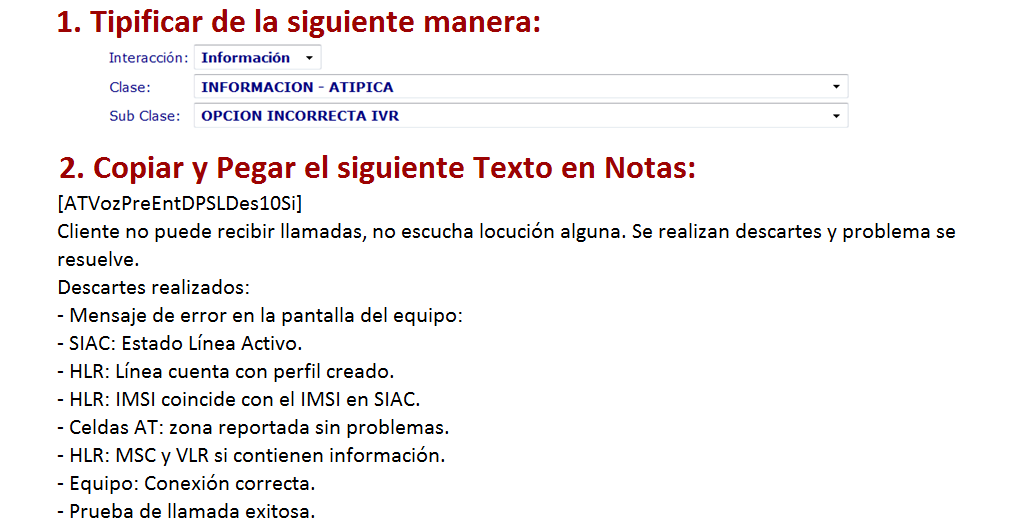 1. Tipificar de la siguiente manera:
Interacción: Información
Clase: INFORMACION - ATIPICA
Sub Clase: OPCION INCORRECTA IVR
2. Copiar y Pegar el siguiente Texto en Notas:
[ATVozPreEntDPSLDes10Si]
Cliente no puede recibir llamadas, no escucha locución alguna. Se realizan descartes y problema se
resuelve.
Descartes realizados:
- Mensaje de error en la pantalla del equipo:
- SIAC: Estado Línea Activo.
- HLR: Línea cuenta con perfil creado.
- HLR: IMSI coincide con el IMSI en SIAC.
- Celdas AT: zona reportada sin problemas.
- HLR: MSC y VLR si contienen información.
- Equipo: Conexión correcta.
- Prueba de llamada exitosa.